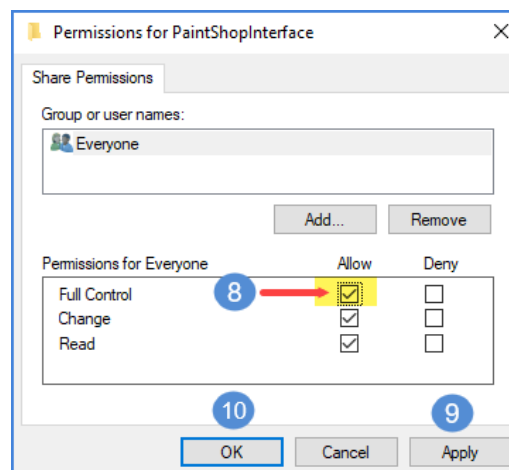 Permissions for PaintShopInterface
Share Permissions
Group or user names:
Everyone
Add... Remove
Permissions for Everyone Allow Deny
Full Control 8
Change
Read
10 9
OK Cancel Apply